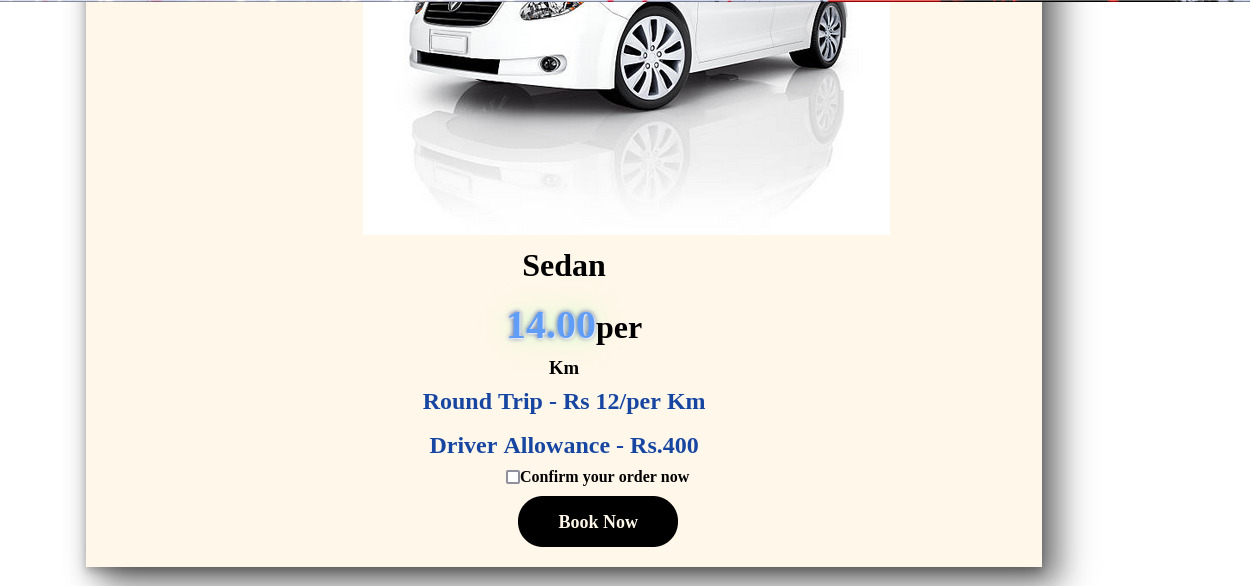 Sedan
14.00per
Km
Round Trip - Rs 12/per Km
Driver Allowance - Rs.400
Confirm your order now
Book Now